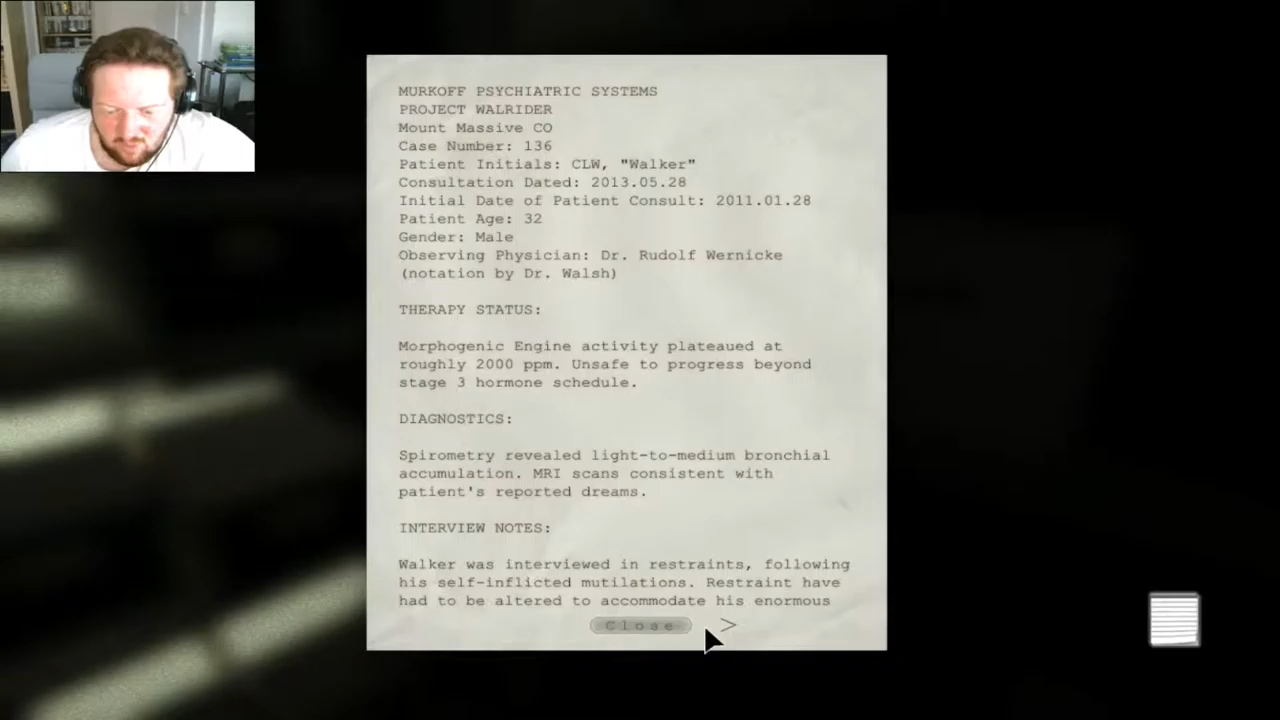 MURKOFF PSYCHIATRIC SYSTEMS
PROJECT WALRIDER
Mount Massive CO
Case Number: 136
Patient Initials: CLW, "Walker"
Consultation Dated: 2013.05.28
Initial Date of Patient Consult: 2011.01.28
Patient Age: 32
Gender: Male
Observing Physician: Dr. Rudolf Wernicke
(notation by Dr. Walsh)
THERAPY STATUS:
Morphogenic Engine activity plateaued at
roughly 2000 ppm. Unsafe to progress beyond
stage 3 hormone schedule.
DIAGNOSTICS:
Spirometry revealed light-to-medium bronchial
accumulation. MRI scans consistent with
patient's reported dreams.
INTERVIEW NOTES:
Walker was interviewed in restraints, following
his self-inflicted mutilations. Restraint have
had to be altered to accommodate his enormous
Close >